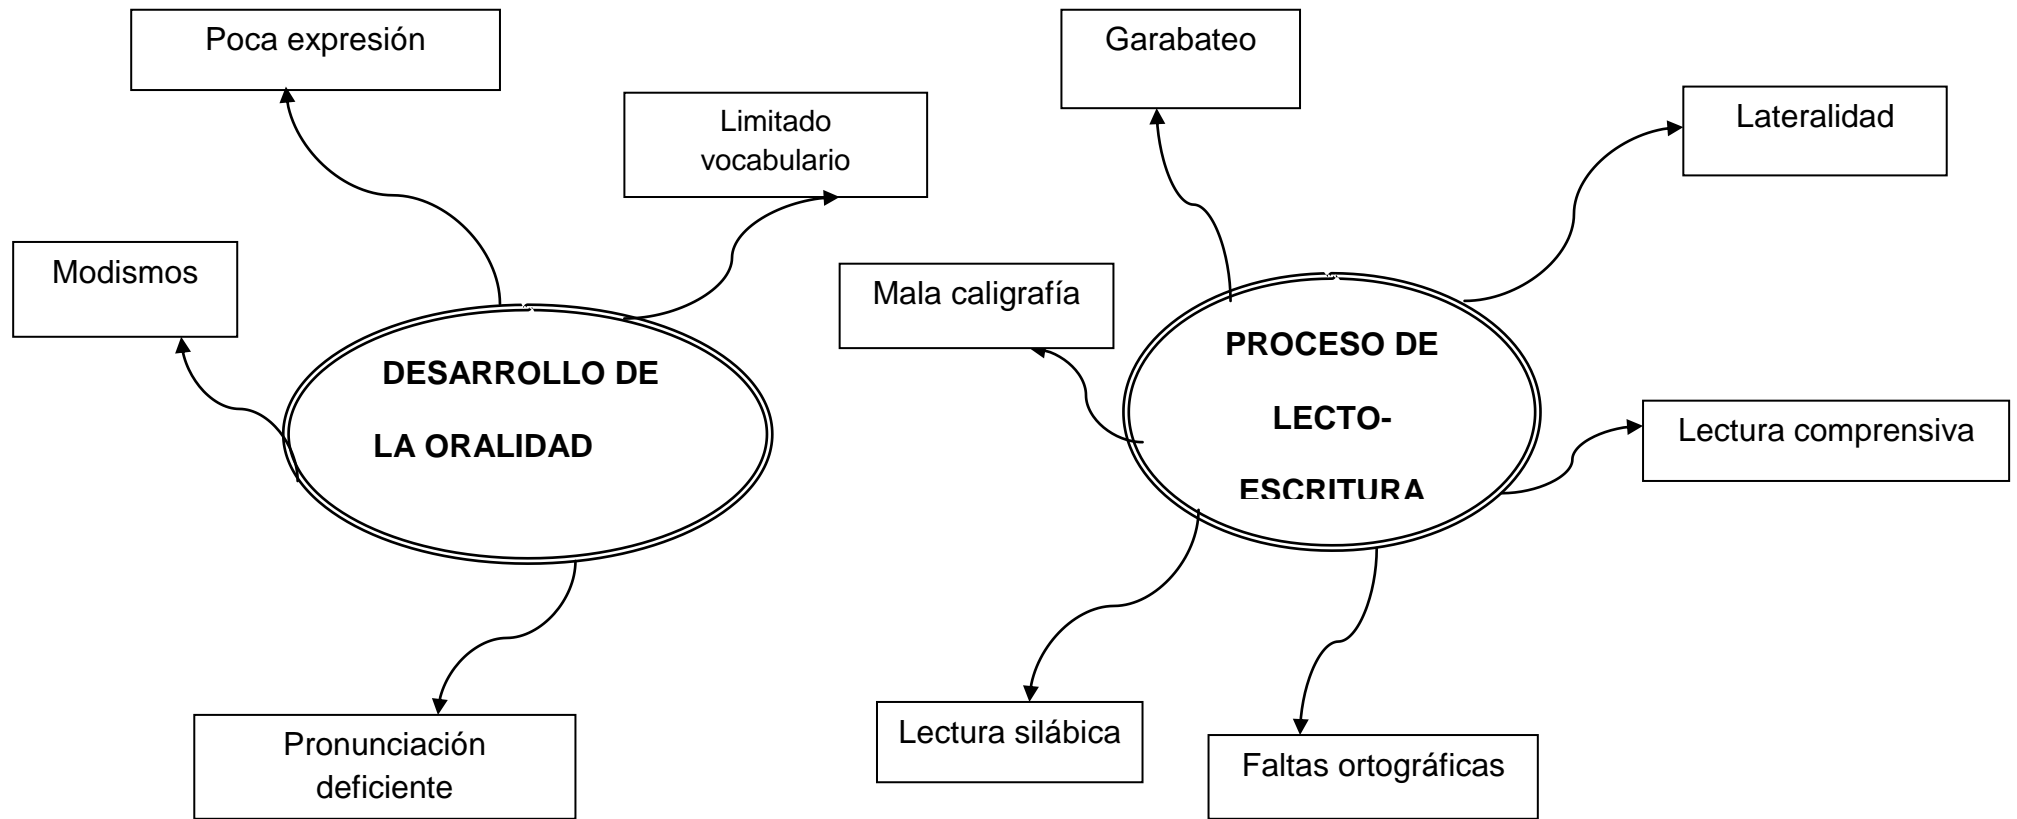 Poca expresión
Limitado
vocabulario
Modismos
DESARROLLO DE
LA ORALIDAD
Pronunciación
deficiente
Garabateo
Lateralidad
Mala caligrafía
PROCESO DE
LECTO-
ESCRITURA
Lectura comprensiva
Lectura silábica
Faltas ortográficas